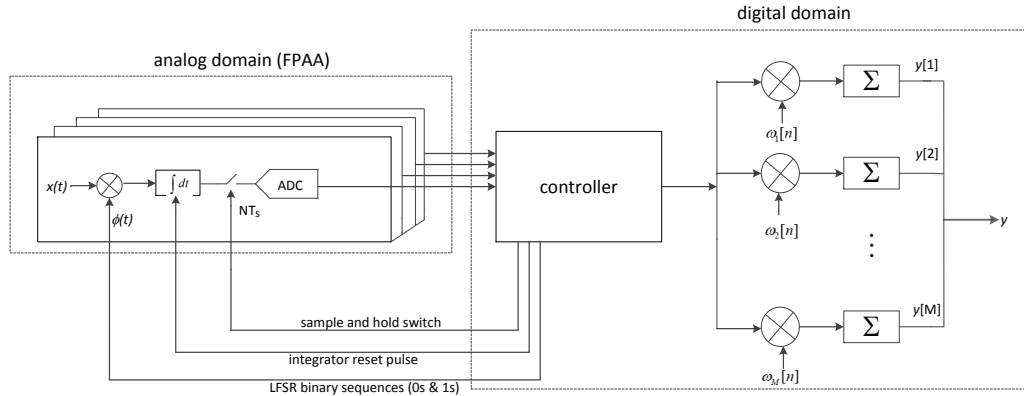 digital domain
analog domain (FPAA)
x(t)
ϕ(t)
∫ dt
NTS
ADC
controller
ω1[n]
Σ
y[1]
ω2[n]
Σ
y[2]
y
ωM[n]
Σ
y[M]
sample and hold switch
integrator reset pulse
LFSR binary sequences (0s & 1s)